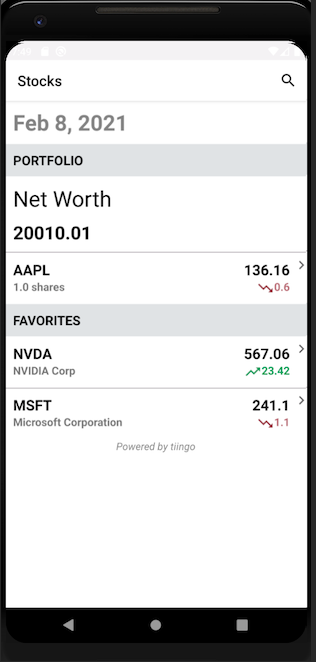 Stocks
Feb 8, 2021
PORTFOLIO
Net Worth
20010.01
AAPL 136.16
1.0 shares 0.6
FAVORITES
NVDA 567.06
NVIDIA Corp 23.42
MSFT 241.1
Microsoft Corporation 1.1
Powered by tiingo